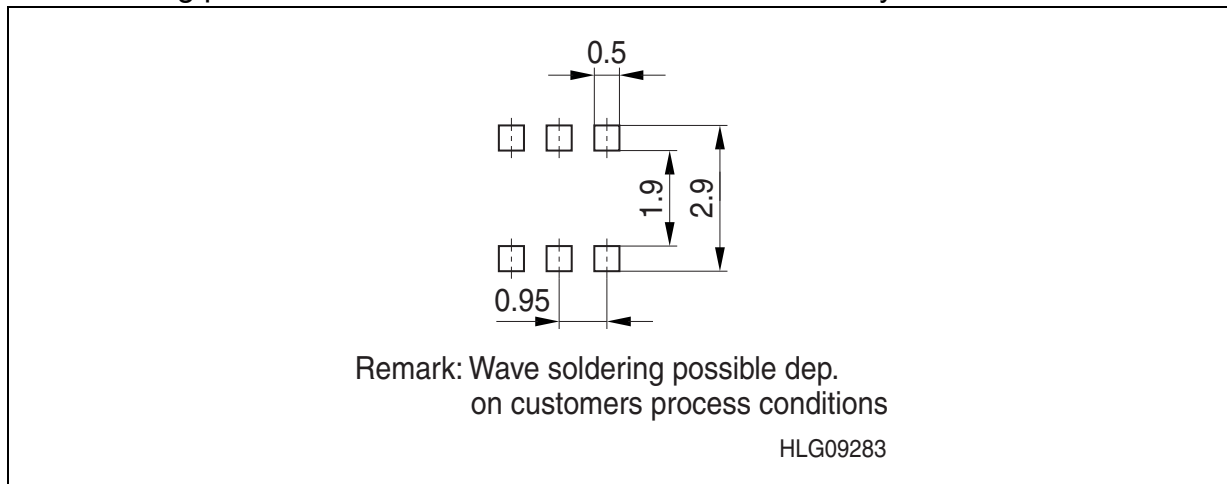 0.5
1.9
2.9
0.95
Remark: Wave soldering possible dep.
on customers process conditions
HLG09283